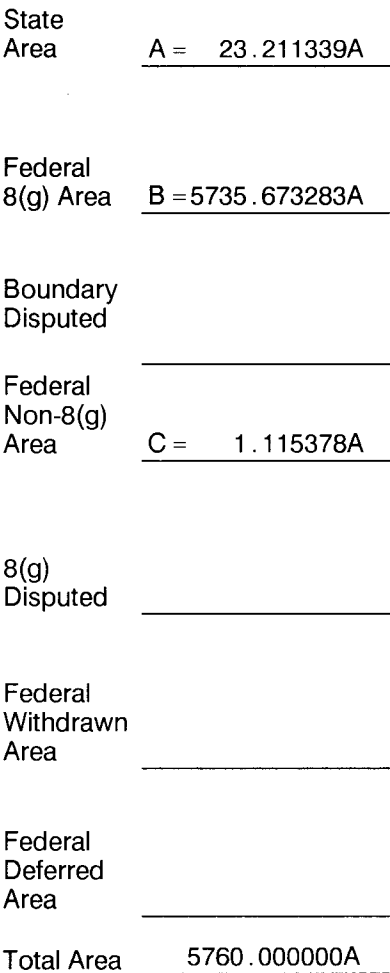 State
Area A = 23.211339A
Federal
8(g) Area B =5735.673283A
Boundary
Disputed
Federal
Non-8(g)
Area C = 1.115378A
8(g)
Disputed
Federal
Withdrawn
Area
Federal
Deferred
Area
Total Area 5760.000000A